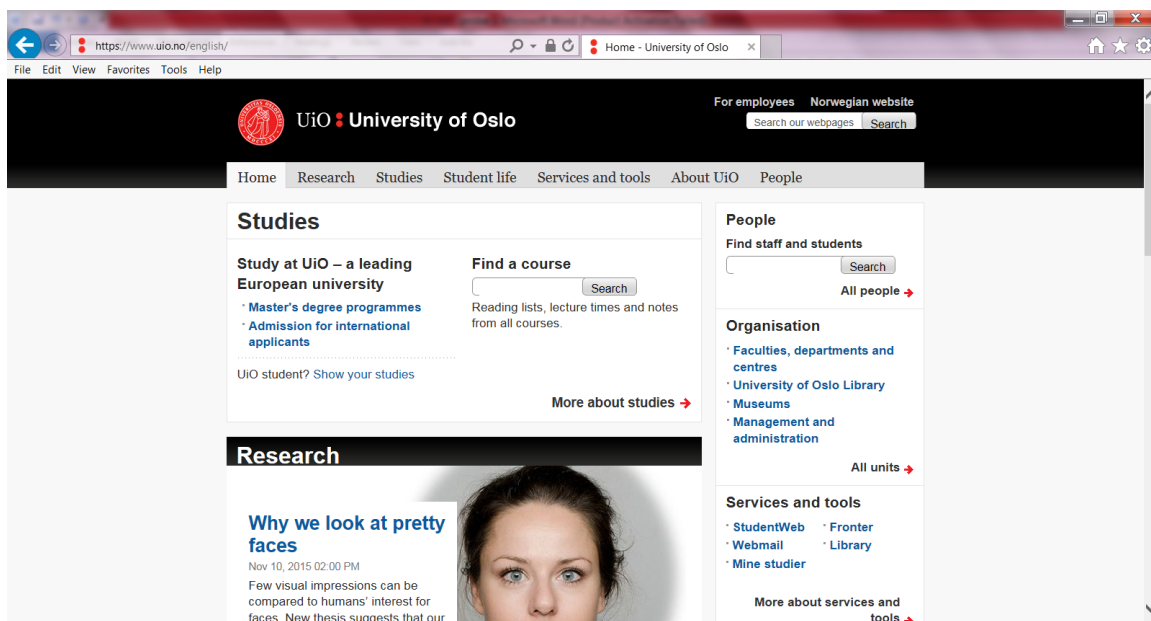 https://www.uio.no/english/
Home - University of Oslo
File Edit View Favorites Tools Help
For employees Norwegian website
UiO : University of Oslo
Search our webpages Search
Home Research Studies Student life Services and tools About UiO People
Studies
Study at UiO – a leading
European university
Master's degree programmes
Admission for international
applicants
UiO student? Show your studies
Find a course
Search
Reading lists, lecture times and notes
from all courses.
More about studies
Research
Why we look at pretty
faces
Nov 10, 2015 02:00 PM
Few visual impressions can be
compared to humans' interest for
faces. New thesis suggests that our
People
Find staff and students
Search
All people
Organisation
Faculties, departments and
centres
University of Oslo Library
Museums
Management and
administration
All units
Services and tools
StudentWeb Fronter
Webmail Library
Mine studier
More about services and
tools